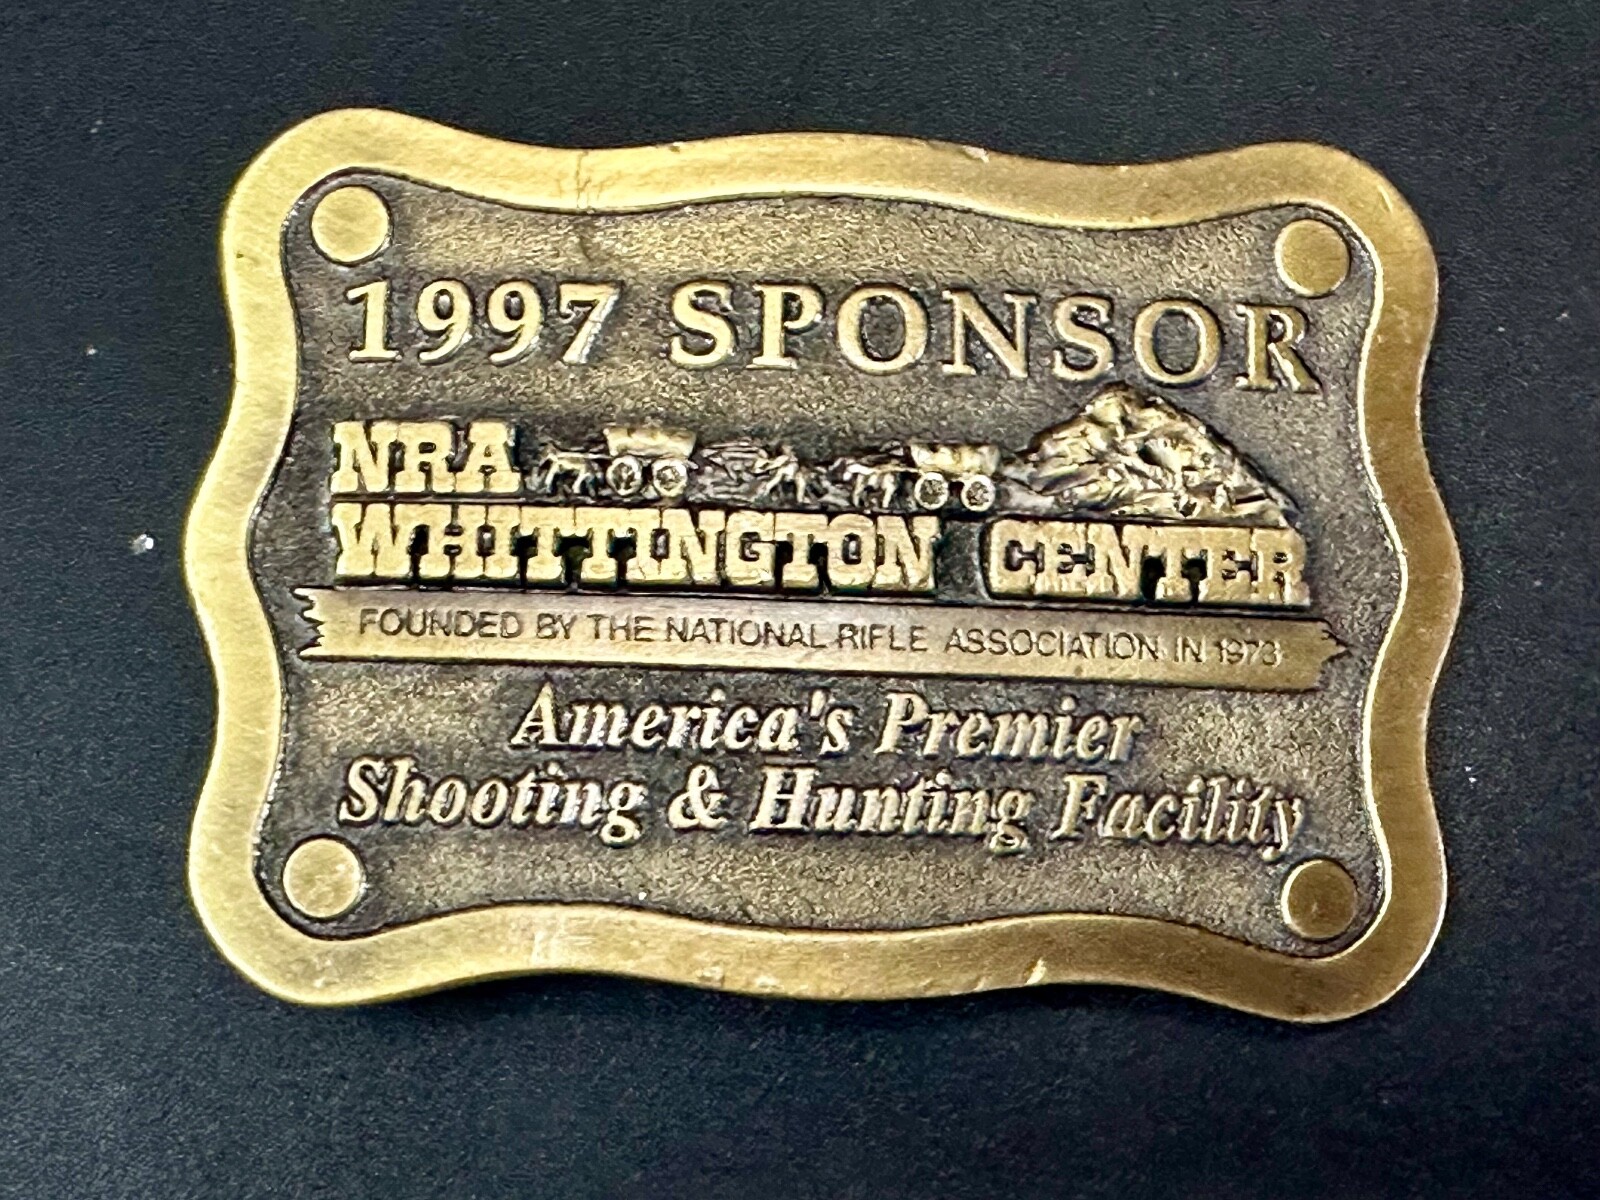 1997 SPONSOR
NRA
WHITTINGTON CENTER
FOUNDED BY THE NATIONAL RIFLE ASSOCIATION IN 1973
America's Premier
Shooting & Hunting Facility